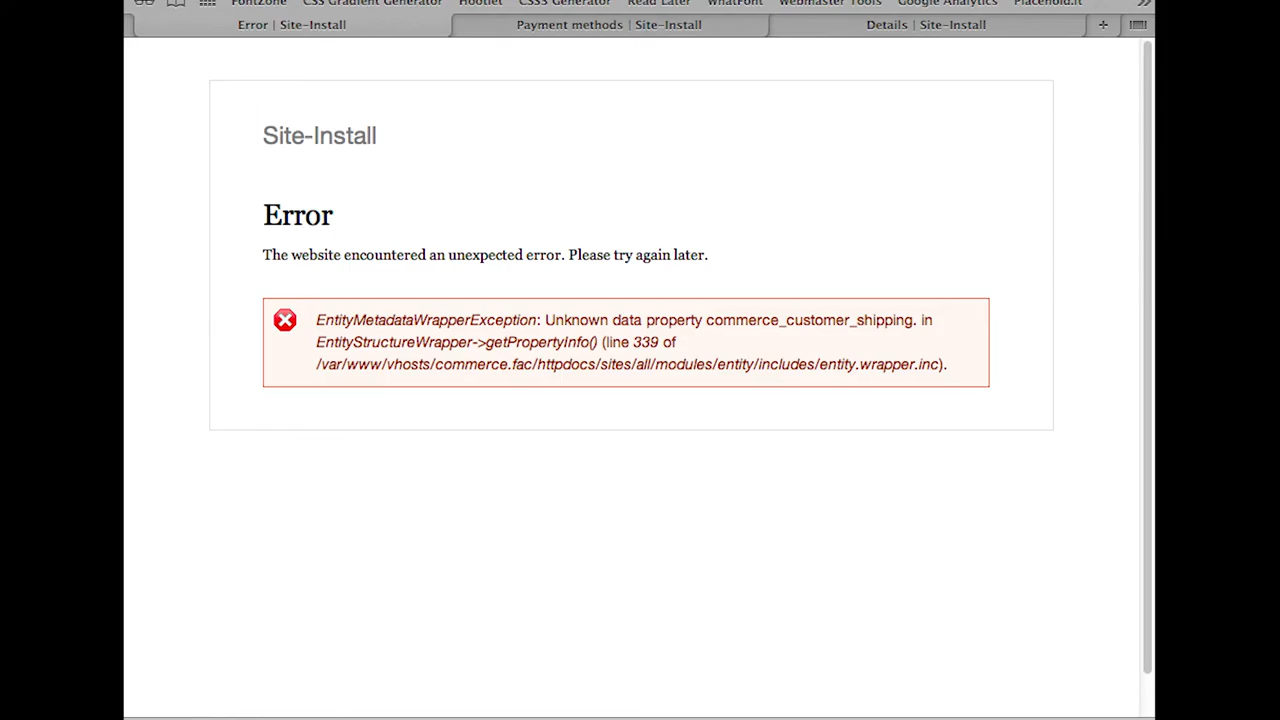 FontZone CSS Gradient Generator Hootlet CSS3 Generator Read Later WhatFont Webmaster Tools Google Analytics Placehold.it
Error | Site-Install Payment methods | Site-Install Details | Site-Install
Site-Install
Error
The website encountered an unexpected error. Please try again later.
EntityMetadataWrapperException: Unknown data property commerce_customer_shipping. in
EntityStructureWrapper->getPropertyInfo() (line 339 of
/var/www/vhosts/commerce.fac/httpdocs/sites/all/modules/entity/includes/entity.wrapper.inc).